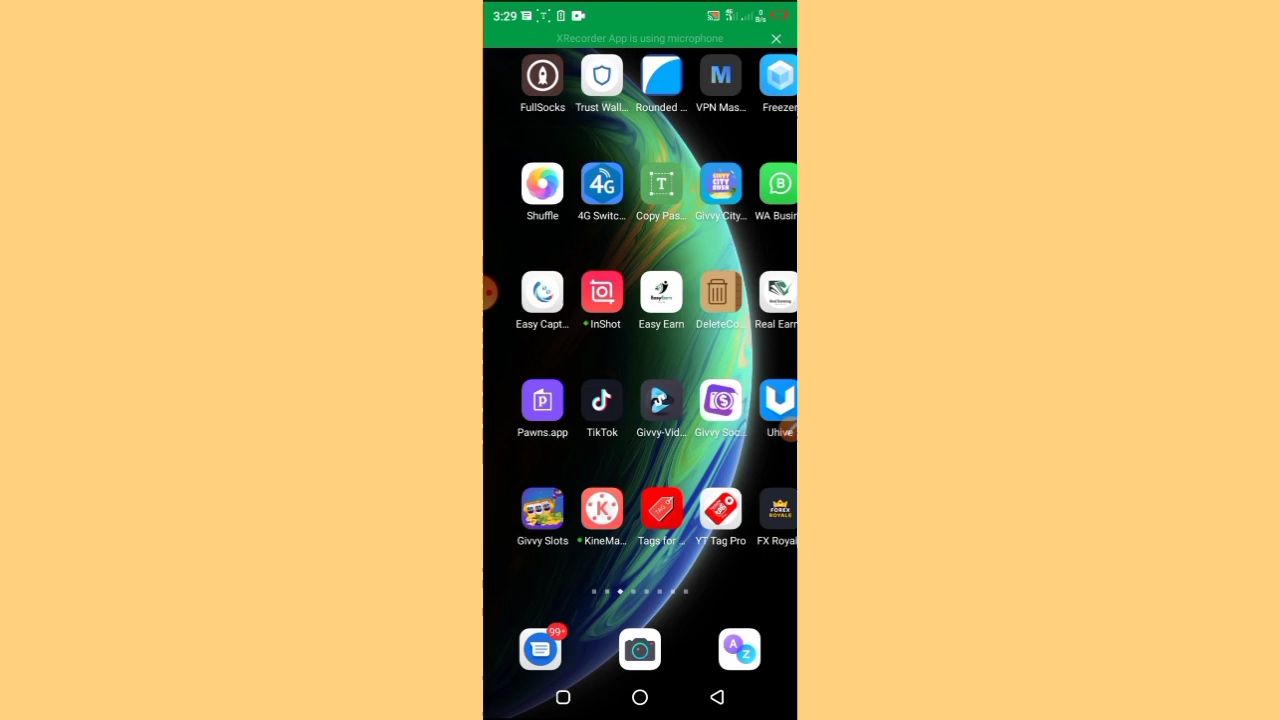 3:29
0
B/s
XRecorder App is using microphone
FullSocks Trust Wall... Rounded ... VPN Mas... Freezer
Shuffle 4G Switc... Copy Pas... Givvy City... WA Busin
Easy Capt... InShot Easy Earn DeleteCo... Real Earn
Pawns.app TikTok Givvy-Vid... Givvy Soc... Uhive
Givvy Slots KineMa... Tags for ... YT Tag Pro FX Royal
99+
A
Z